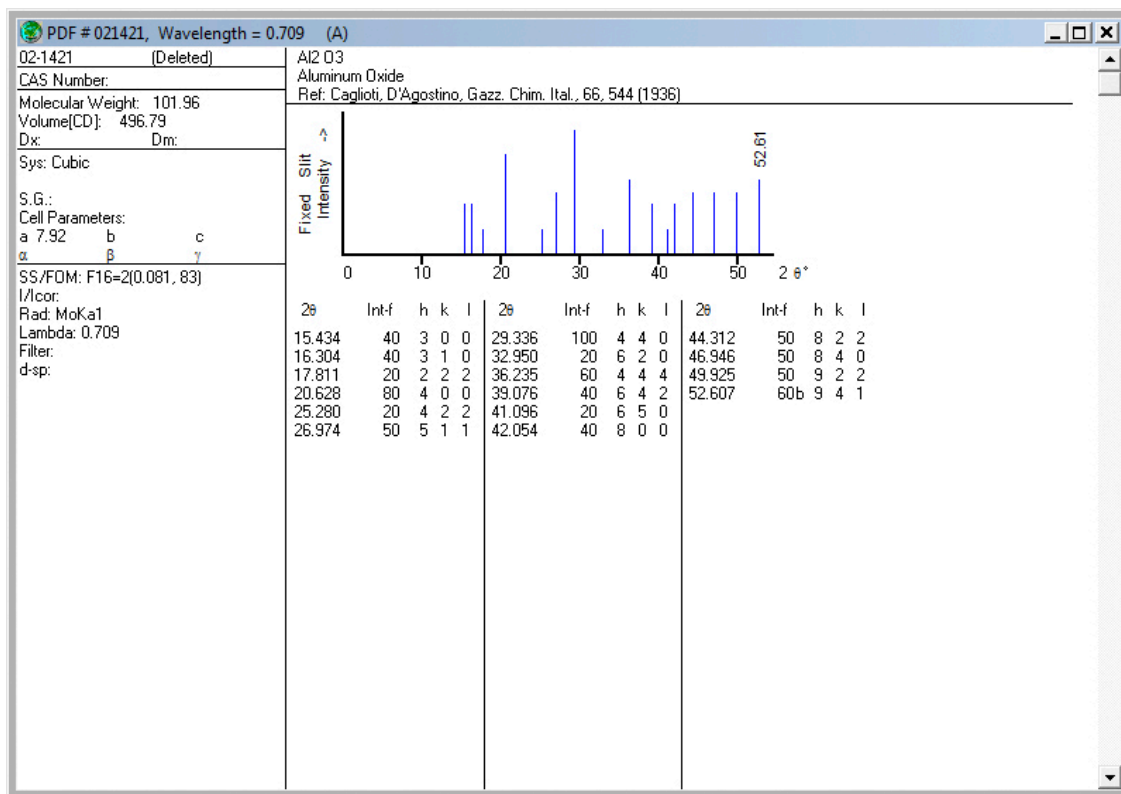 PDF # 021421, Wavelength = 0.709 (A)
02-1421 (Deleted)
CAS Number:
Molecular Weight: 101.96
Volume[CD]: 496.79
Dx: Dm:
Sys: Cubic
S.G.:
Cell Parameters:
a 7.92 b c
α β γ
SS/FOM: F16=2(0.081, 83)
I/Icor:
Rad: MoKa1
Lambda: 0.709
Filter:
d-sp:
Al2 O3
Aluminum Oxide
Ref: Caglioti, D'Agostino, Gazz. Chim. Ital., 66, 544 (1936)
Fixed Slit
Intensity ->
52.61
0 10 20 30 40 50 2 θ°
2θ Int-f h k l 2θ Int-f h k l 2θ Int-f h k l
15.434 40 3 0 0 29.336 100 4 4 0 44.312 50 8 2 2
16.304 40 3 1 0 32.950 20 6 2 0 46.946 50 8 4 0
17.811 20 2 2 2 36.235 60 4 4 4 49.925 50 9 2 2
20.628 80 4 0 0 39.076 40 6 4 2 52.607 60b 9 4 1
25.280 20 4 2 2 41.096 20 6 5 0
26.974 50 5 1 1 42.054 40 8 0 0